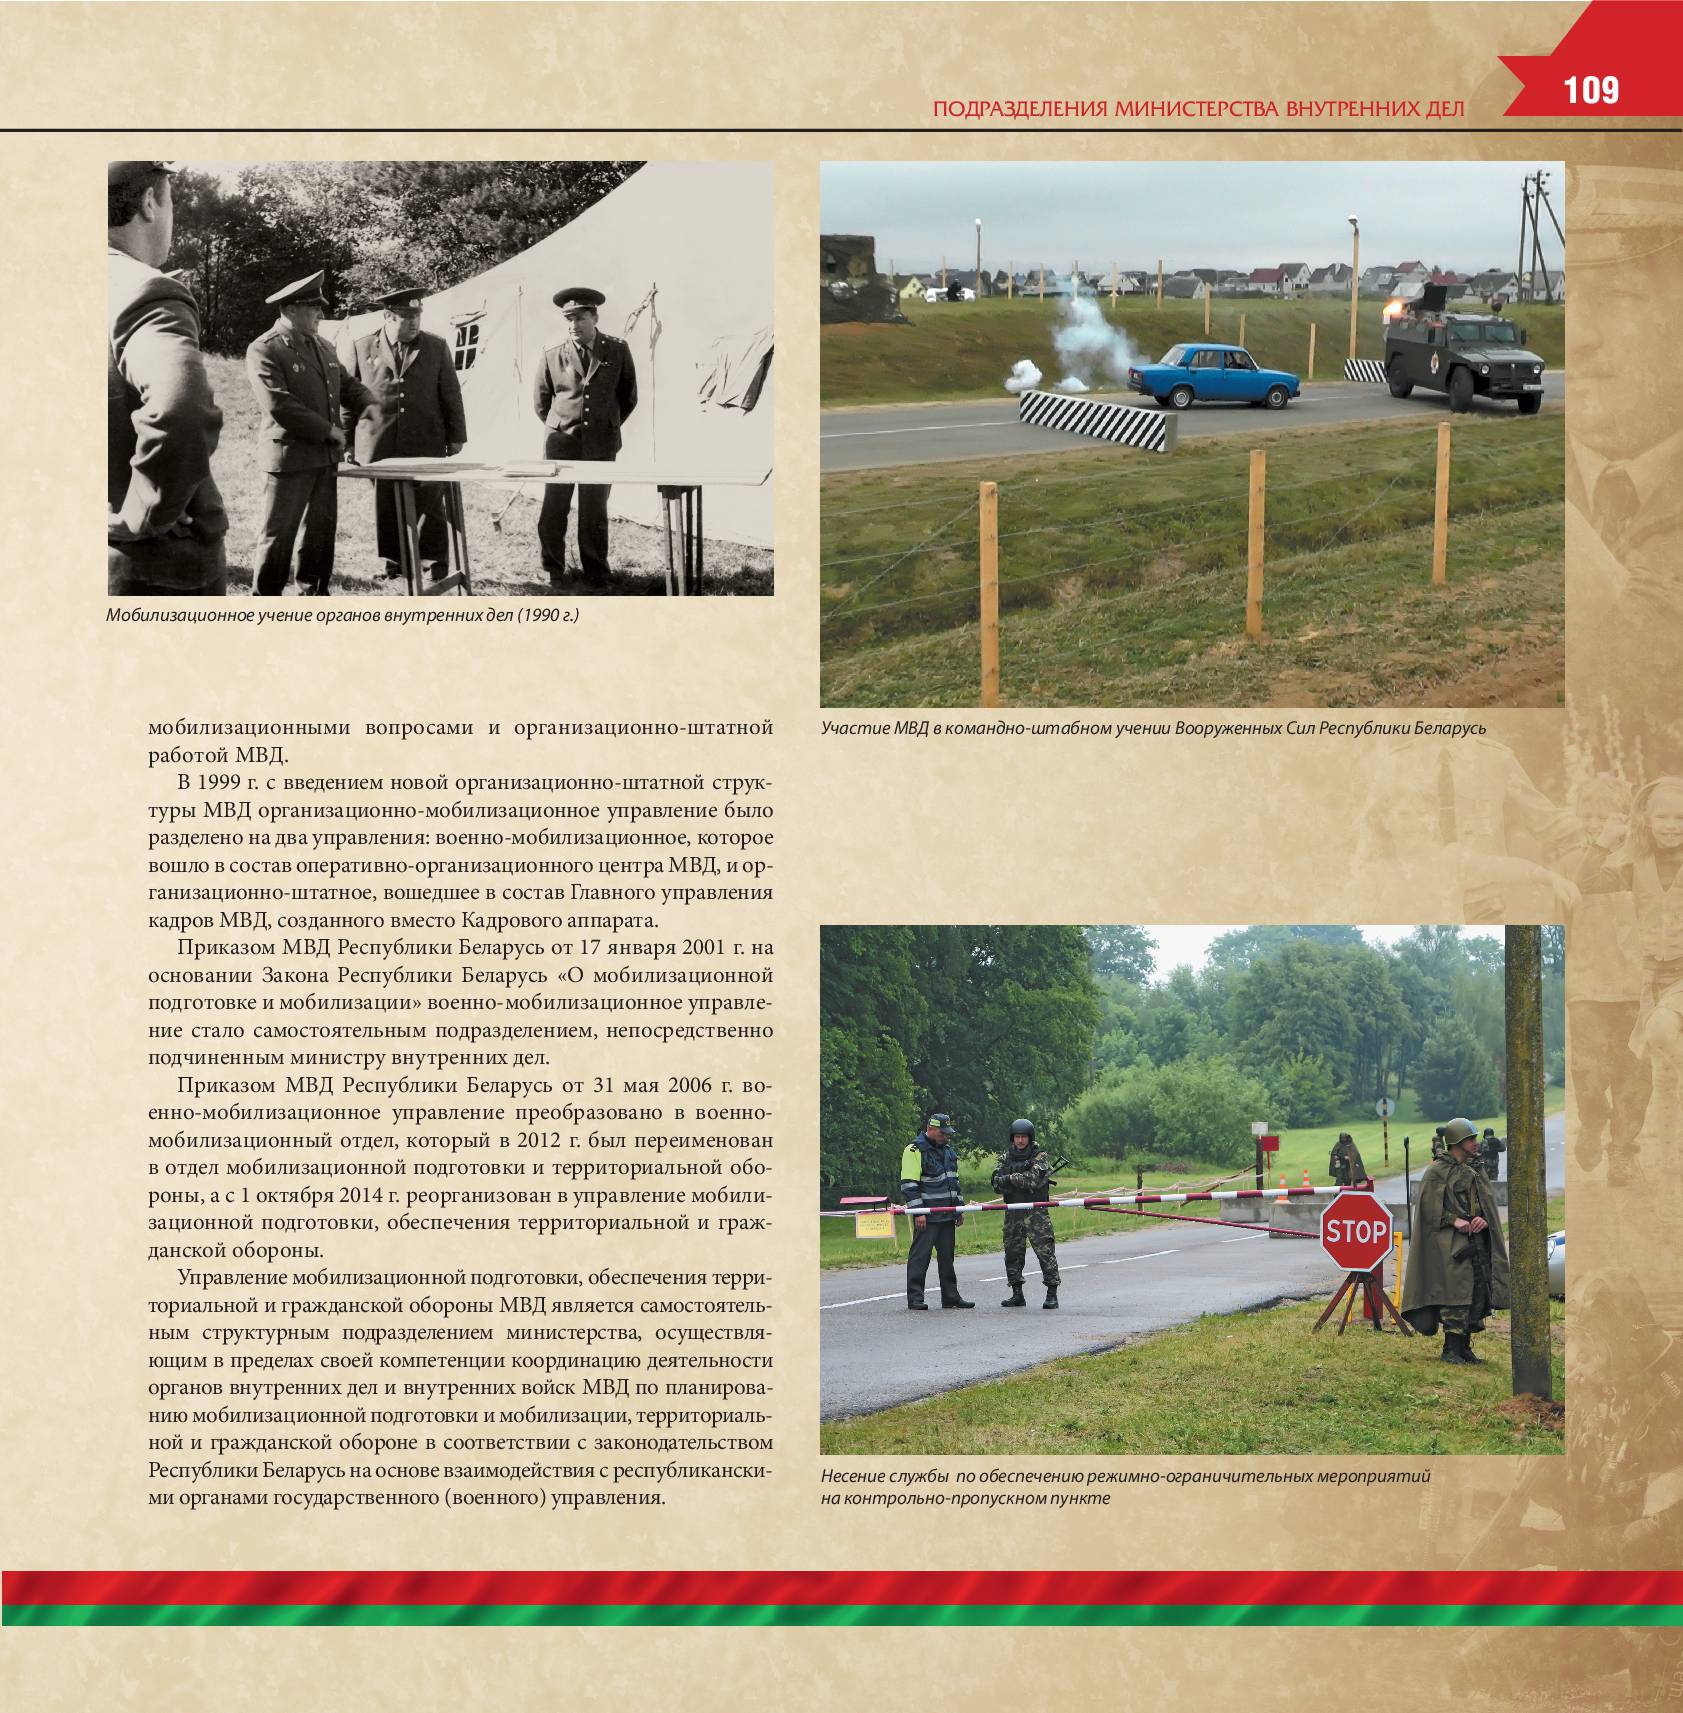 109
ПОДРАЗДЕЛЕНИЯ МИНИСТЕРСТВА ВНУТРЕННИХ ДЕЛ
Мобилизационное учение органов внутренних дел (1990 г.)
мобилизационными вопросами и организационно-штатной
работой МВД.
В 1999 г. с введением новой организационно-штатной струк-
туры МВД организационно-мобилизационное управление было
разделено на два управления: военно-мобилизационное, которое
вошло в состав оперативно-организационного центра МВД, и ор-
ганизационно-штатное, вошедшее в состав Главного управления
кадров МВД, созданного вместо Кадрового аппарата.
Приказом МВД Республики Беларусь от 17 января 2001 г. на
основании Закона Республики Беларусь «О мобилизационной
подготовке и мобилизации» военно-мобилизационное управле-
ние стало самостоятельным подразделением, непосредственно
подчиненным министру внутренних дел.
Приказом МВД Республики Беларусь от 31 мая 2006 г. во-
енно-мобилизационное управление преобразовано в военно-
мобилизационный отдел, который в 2012 г. был переименован
в отдел мобилизационной подготовки и территориальной обо-
роны, а с 1 октября 2014 г. реорганизован в управление мобили-
зационной подготовки, обеспечения территориальной и граж-
данской обороны.
Управление мобилизационной подготовки, обеспечения терри-
ториальной и гражданской обороны МВД является самостоятель-
ным структурным подразделением министерства, осуществля-
ющим в пределах своей компетенции координацию деятельности
органов внутренних дел и внутренних войск МВД по планирова-
нию мобилизационной подготовки и мобилизации, территориаль-
ной и гражданской обороне в соответствии с законодательством
Республики Беларусь на основе взаимодействия с республикански-
ми органами государственного (военного) управления.
Участие МВД в командно-штабном учении Вооруженных Сил Республики Беларусь
STOP
Несение службы по обеспечению режимно-ограничительных мероприятий
на контрольно-пропускном пункте